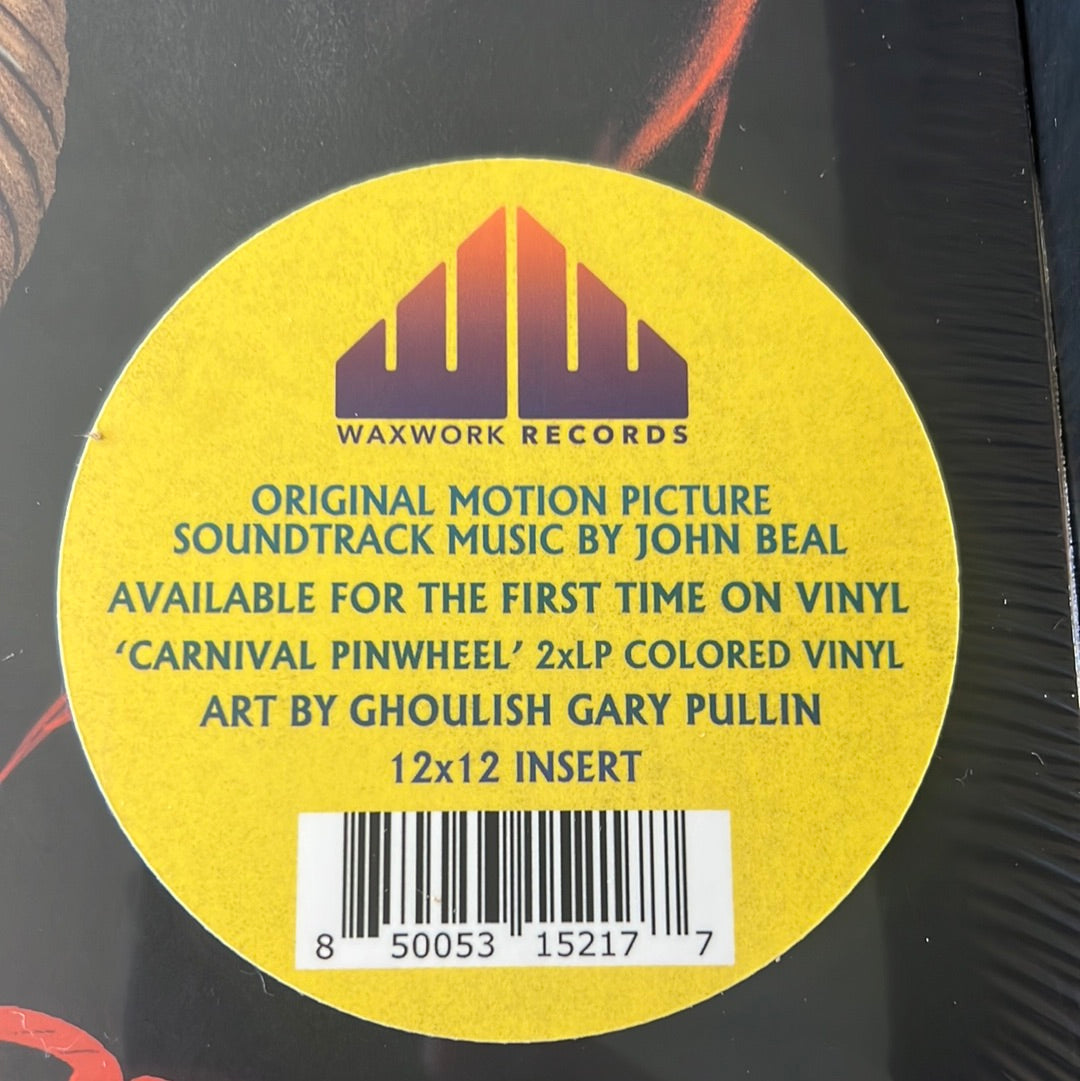 WAXWORK RECORDS
ORIGINAL MOTION PICTURE
SOUNDTRACK MUSIC BY JOHN BEAL
AVAILABLE FOR THE FIRST TIME ON VINYL
‘CARNIVAL PINWHEEL’ 2xLP COLORED VINYL
ART BY GHOULISH GARY PULLIN
12x12 INSERT
8 50053 15217 7